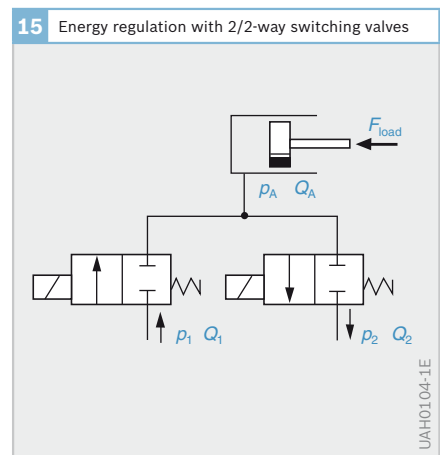 15 Energy regulation with 2/2-way switching valves
F_load
p_A Q_A
p_1 Q_1
p_2 Q_2
UAH0104-1E